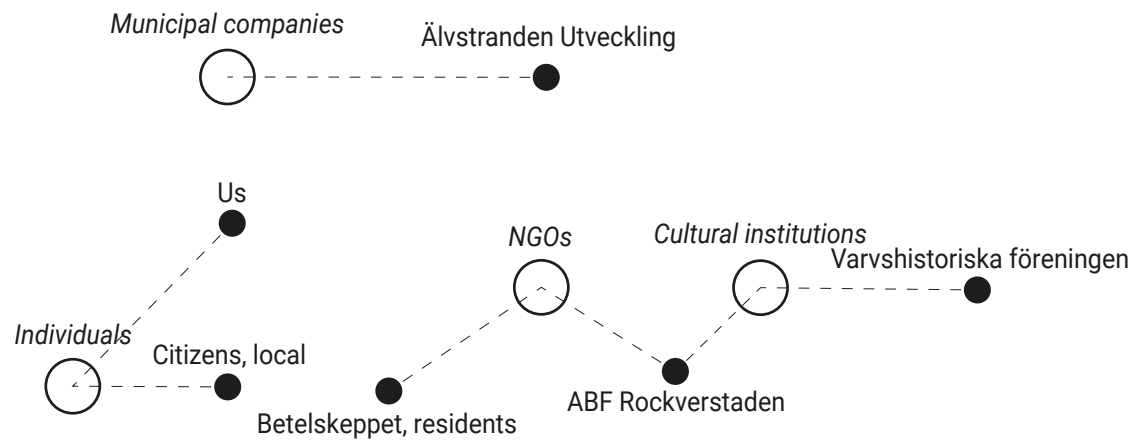 Municipal companies
Älvstranden Utveckling
Us
NGOs
Cultural institutions
Varvshistoriska föreningen
Individuals
Citizens, local
ABF Rockverstaden
Betelskeppet, residents